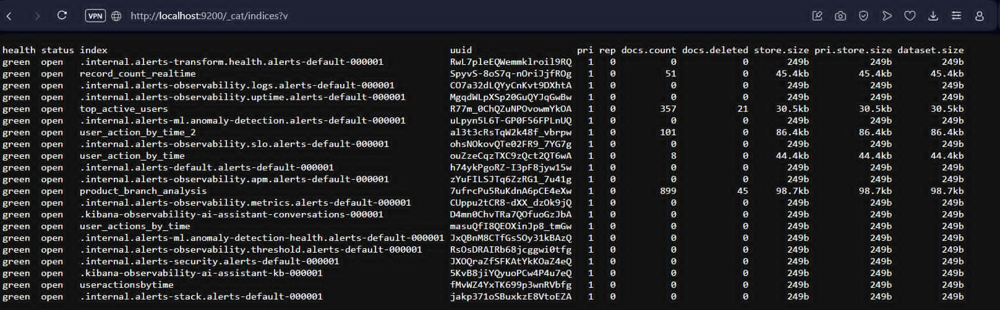 VPN http://localhost:9200/_cat/indices?v
health status index uuid pri rep docs.count docs.deleted store.size pri.store.size dataset.size
green open .internal.alerts-transform.health.alerts-default-000001 RwL7pleEQWemmklroil9RQ 1 0 0 0 249b 249b 249b
green open record_count_realtime SpyvS-8oS7q-nOriJjfROg 1 0 51 0 45.4kb 45.4kb 45.4kb
green open .internal.alerts-observability.logs.alerts-default-000001 CO7a32dLQYyCnKvt9DXhtA 1 0 0 0 249b 249b 249b
green open .internal.alerts-observability.uptime.alerts-default-000001 MgqdWLpXSp20GuQYJqGwBw 1 0 0 0 249b 249b 249b
green open top_active_users R77m_0ChQZuNPOvowmYkOA 1 0 357 21 30.5kb 30.5kb 30.5kb
green open .internal.alerts-ml.anomaly-detection.alerts-default-000001 uLpyn5L6T-GP0F56FPLnUQ 1 0 0 0 249b 249b 249b
green open user_action_by_time_2 al3t3cRsTqW2k48f_vbrpw 1 0 101 0 86.4kb 86.4kb 86.4kb
green open .internal.alerts-observability.slo.alerts-default-000001 ohsNOkovQTe02FR9_7YG7g 1 0 0 0 249b 249b 249b
green open user_action_by_time ouZzeCqzTXC9zQct2QT6wA 1 0 8 0 44.4kb 44.4kb 44.4kb
green open .internal.alerts-default.alerts-default-000001 h74ykPgoRZ-I3pF8jyw15w 1 0 0 0 249b 249b 249b
green open .internal.alerts-observability.apm.alerts-default-000001 zYuFILSJTq6ZzRG1_7u41g 1 0 0 0 249b 249b 249b
green open product_branch_analysis 7ufrcPu5RuKdnA6pCE4eXw 1 0 899 45 98.7kb 98.7kb 98.7kb
green open .internal.alerts-observability.metrics.alerts-default-000001 CUppu2tCR8-dXX_dzOk9jQ 1 0 0 0 249b 249b 249b
green open .kibana-observability-ai-assistant-conversations-000001 D4mn0ChvTRa7QOfuoGzJbA 1 0 0 0 249b 249b 249b
green open user_actions_by_time masuQfI8QEOXinJp8_tmGw 1 0 0 0 249b 249b 249b
green open .internal.alerts-ml.anomaly-detection-health.alerts-default-000001 JxQBnM8CTfGsSOy31kBAzQ 1 0 0 0 249b 249b 249b
green open .internal.alerts-observability.threshold.alerts-default-000001 RsOsDRAIRb68jcggwi0tfg 1 0 0 0 249b 249b 249b
green open .internal.alerts-security.alerts-default-000001 JXOQraZfSFKAtYkKOaZ4eQ 1 0 0 0 249b 249b 249b
green open .kibana-observability-ai-assistant-kb-000001 5KvB8jiYQyuoPCw4P4u7eQ 1 0 0 0 249b 249b 249b
green open useractionsbytime fMvWZ4YxTK699p3wnRVbfg 1 0 0 0 249b 249b 249b
green open .internal.alerts-stack.alerts-default-000001 jakp371oSBuxkzE8VtoEZA 1 0 0 0 249b 249b 249b